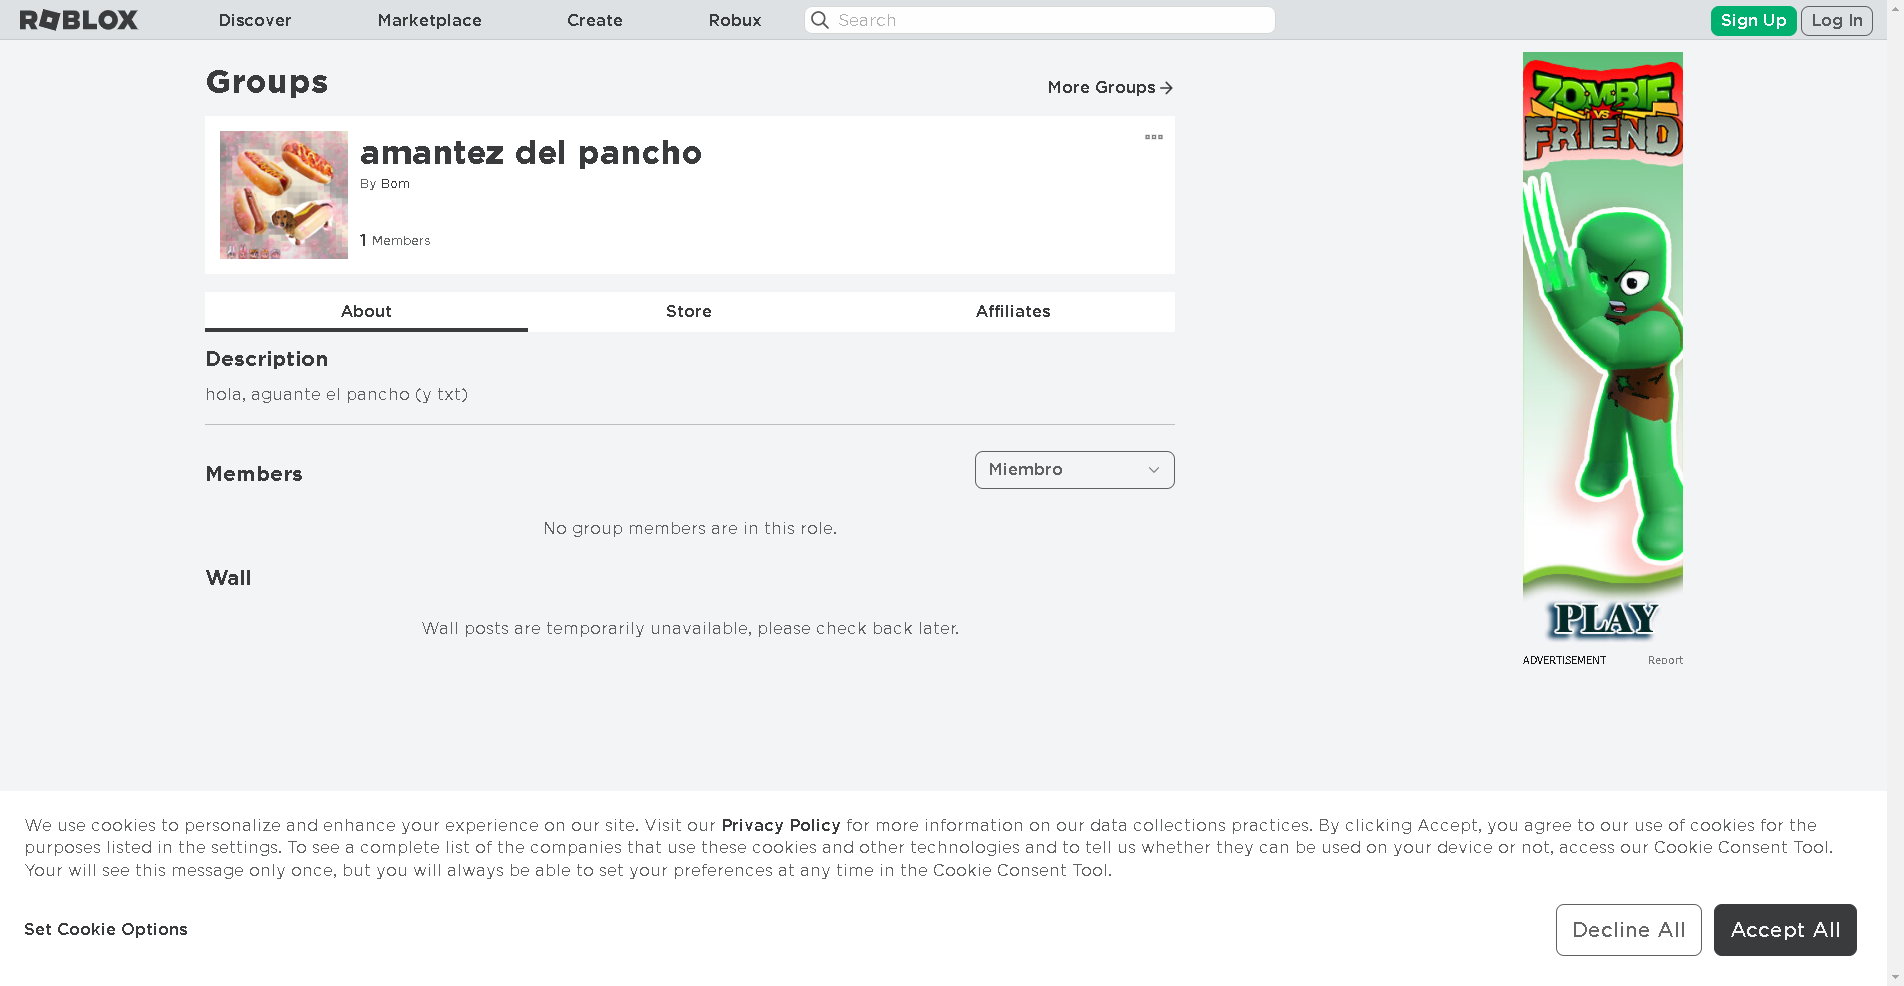 ROBLOX
Discover
Marketplace
Create
Robux
Search
Sign Up
Log In
Groups
More Groups
amantez del pancho
By Bom
1 Members
About
Store
Affiliates
Description
hola, aguante el pancho (y txt)
Members
Miembro
No group members are in this role.
Wall
Wall posts are temporarily unavailable, please check back later.
ZOMBIE
VS
FRIEND
PLAY
ADVERTISEMENT
Report
We use cookies to personalize and enhance your experience on our site. Visit our Privacy Policy for more information on our data collections practices. By clicking Accept, you agree to our use of cookies for the
purposes listed in the settings. To see a complete list of the companies that use these cookies and other technologies and to tell us whether they can be used on your device or not, access our Cookie Consent Tool.
Your will see this message only once, but you will always be able to set your preferences at any time in the Cookie Consent Tool.
Set Cookie Options
Decline All
Accept All